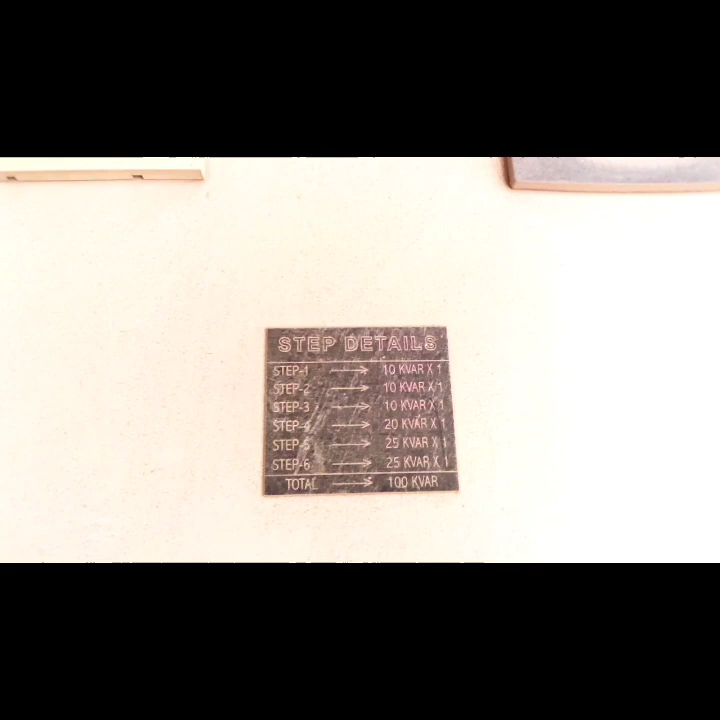 STEP DETAILS
STEP-1 → 10 KVAR X 1
STEP-2 → 10 KVAR X 1
STEP-3 → 10 KVAR X 1
STEP-4 → 20 KVAR X 1
STEP-5 → 25 KVAR X 1
STEP-6 → 25 KVAR X 1
TOTAL → 100 KVAR